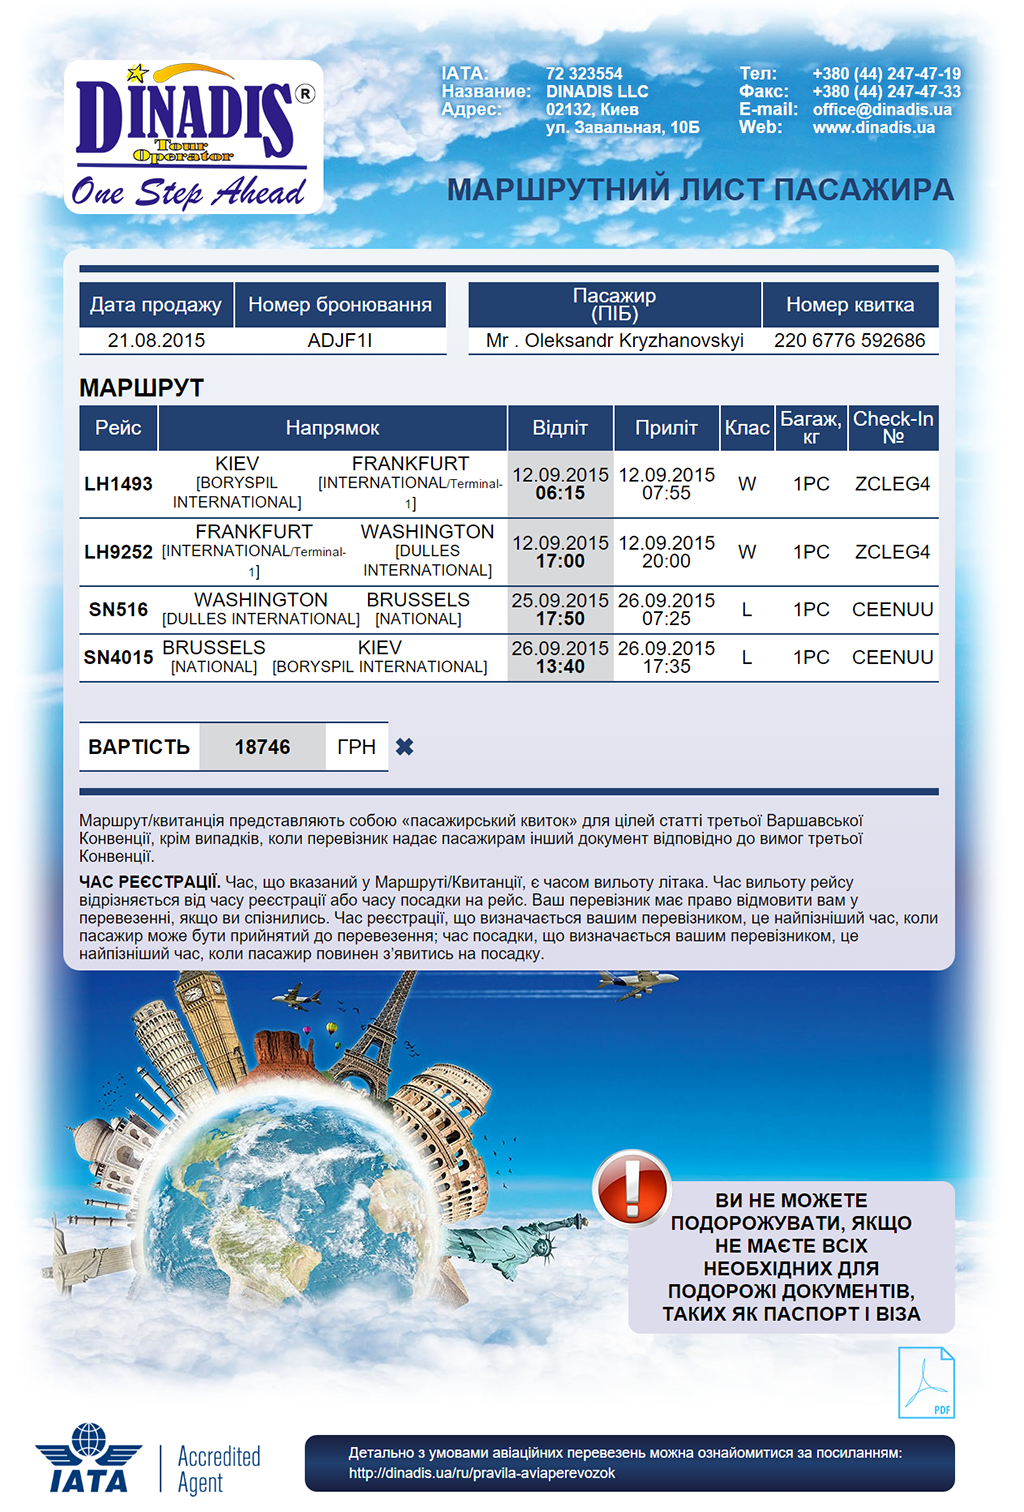 DINADIS ®
Tour
Operator
One Step Ahead
IATA: 72 323554
Название: DINADIS LLC
Адрес: 02132, Киев
ул. Завальная, 10Б
Тел: +380 (44) 247-47-19
Факс: +380 (44) 247-47-33
E-mail: office@dinadis.ua
Web: www.dinadis.ua
МАРШРУТНИЙ ЛИСТ ПАСАЖИРА
Дата продажу Номер бронювання Пасажир (ПІБ) Номер квитка
21.08.2015 ADJF1I Mr . Oleksandr Kryzhanovskyi 220 6776 592686
МАРШРУТ
Рейс Напрямок Відліт Приліт Клас Багаж, кг Check-In №
KIEV FRANKFURT
LH1493 [BORYSPIL INTERNATIONAL] [INTERNATIONAL/Terminal-1] 12.09.2015 06:15 12.09.2015 07:55 W 1PC ZCLEG4
FRANKFURT WASHINGTON
LH9252 [INTERNATIONAL/Terminal-1] [DULLES INTERNATIONAL] 12.09.2015 17:00 12.09.2015 20:00 W 1PC ZCLEG4
WASHINGTON BRUSSELS
SN516 [DULLES INTERNATIONAL] [NATIONAL] 25.09.2015 17:50 26.09.2015 07:25 L 1PC CEENUU
BRUSSELS KIEV
SN4015 [NATIONAL] [BORYSPIL INTERNATIONAL] 26.09.2015 13:40 26.09.2015 17:35 L 1PC CEENUU
ВАРТІСТЬ 18746 ГРН
Маршрут/квитанція представляють собою «пасажирський квиток» для цілей статті третьої Варшавської
Конвенції, крім випадків, коли перевізник надає пасажирам інший документ відповідно до вимог третьої
Конвенції.
ЧАС РЕЄСТРАЦІЇ. Час, що вказаний у Маршруті/Квитанції, є часом вильоту літака. Час вильоту рейсу
відрізняється від часу реєстрації або часу посадки на рейс. Ваш перевізник має право відмовити вам у
перевезенні, якщо ви спізнились. Час реєстрації, що визначається вашим перевізником, це найпізніший час, коли
пасажир може бути прийнятий до перевезення; час посадки, що визначається вашим перевізником, це
найпізніший час, коли пасажир повинен з’явитись на посадку.
ВИ НЕ МОЖЕТЕ
ПОДОРОЖУВАТИ, ЯКЩО
НЕ МАЄТЕ ВСІХ
НЕОБХІДНИХ ДЛЯ
ПОДОРОЖІ ДОКУМЕНТІВ,
ТАКИХ ЯК ПАСПОРТ І ВІЗА
PDF
IATA
Accredited
Agent
Детально з умовами авіаційних перевезень можна ознайомитися за посиланням:
http://dinadis.ua/ru/pravila-aviaperevozok